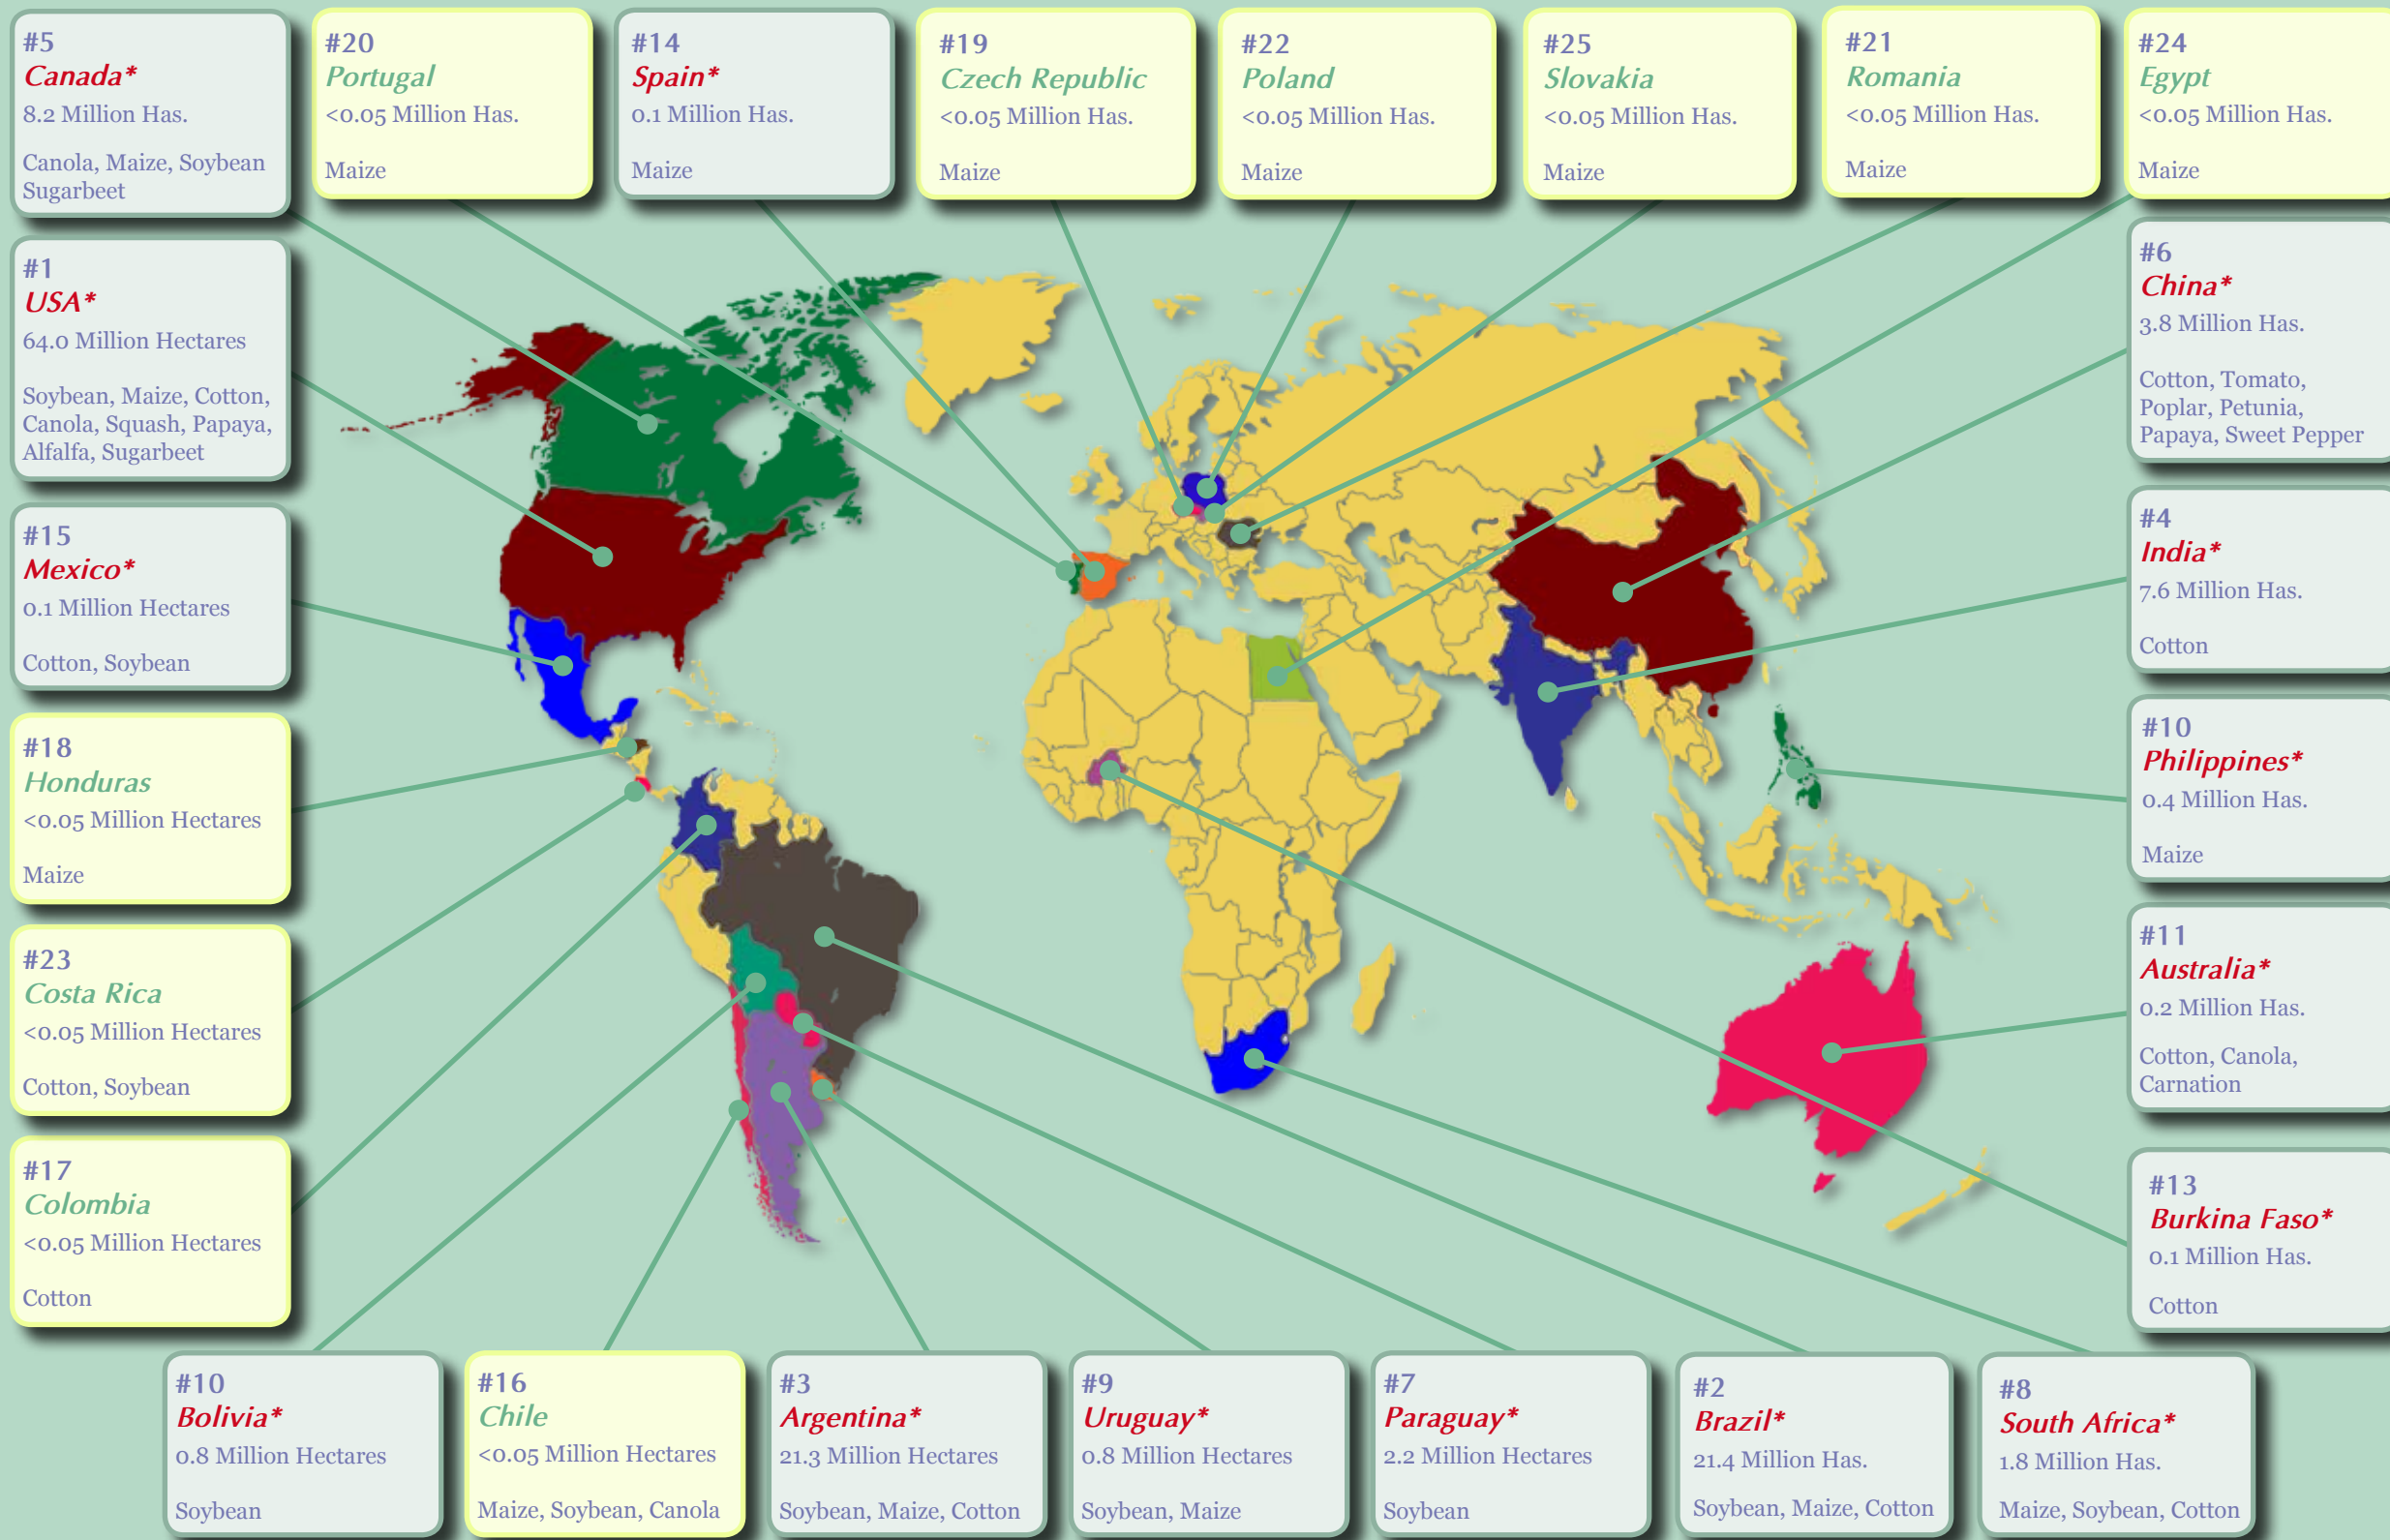 #5
Canada*
8.2 Million Has.
Canola, Maize, Soybean
Sugarbeet
#20
Portugal
<0.05 Million Has.
Maize
#14
Spain*
0.1 Million Has.
Maize
#19
Czech Republic
<0.05 Million Has.
Maize
#22
Poland
<0.05 Million Has.
Maize
#25
Slovakia
<0.05 Million Has.
Maize
#21
Romania
<0.05 Million Has.
Maize
#24
Egypt
<0.05 Million Has.
Maize
#1
USA*
64.0 Million Hectares
Soybean, Maize, Cotton,
Canola, Squash, Papaya,
Alfalfa, Sugarbeet
#6
China*
3.8 Million Has.
Cotton, Tomato,
Poplar, Petunia,
Papaya, Sweet Pepper
#15
Mexico*
0.1 Million Hectares
Cotton, Soybean
#4
India*
7.6 Million Has.
Cotton
#18
Honduras
<0.05 Million Hectares
Maize
#10
Philippines*
0.4 Million Has.
Maize
#23
Costa Rica
<0.05 Million Hectares
Cotton, Soybean
#11
Australia*
0.2 Million Has.
Cotton, Canola,
Carnation
#17
Colombia
<0.05 Million Hectares
Cotton
#13
Burkina Faso*
0.1 Million Has.
Cotton
#10
Bolivia*
0.8 Million Hectares
Soybean
#16
Chile
<0.05 Million Hectares
Maize, Soybean, Canola
#3
Argentina*
21.3 Million Hectares
Soybean, Maize, Cotton
#9
Uruguay*
0.8 Million Hectares
Soybean, Maize
#7
Paraguay*
2.2 Million Hectares
Soybean
#2
Brazil*
21.4 Million Has.
Soybean, Maize, Cotton
#8
South Africa*
1.8 Million Has.
Maize, Soybean, Cotton